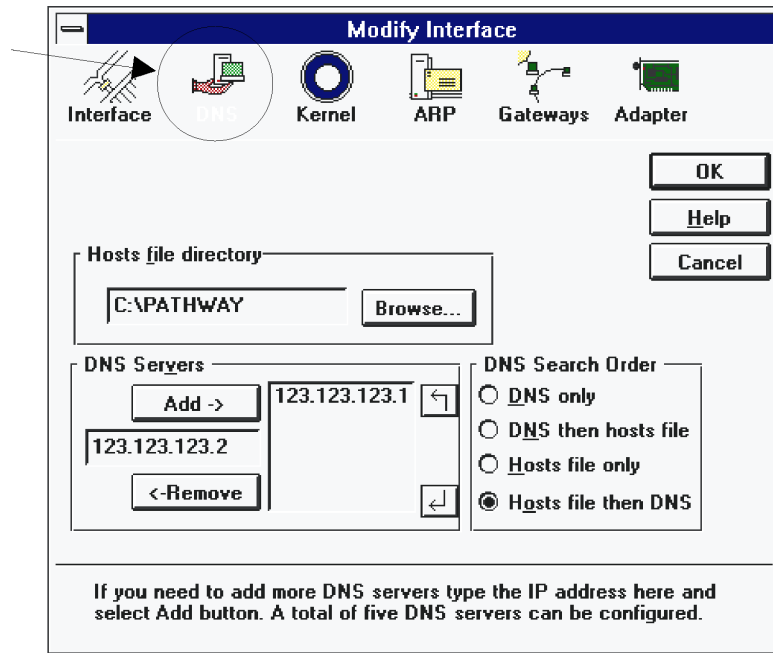 Modify Interface
Interface DNS Kernel ARP Gateways Adapter
OK
Help
Cancel
Hosts file directory
C:\PATHWAY Browse...
DNS Servers
Add ->
123.123.123.1
123.123.123.2
<-Remove
DNS Search Order
DNS only
DNS then hosts file
Hosts file only
Hosts file then DNS
If you need to add more DNS servers type the IP address here and
select Add button. A total of five DNS servers can be configured.